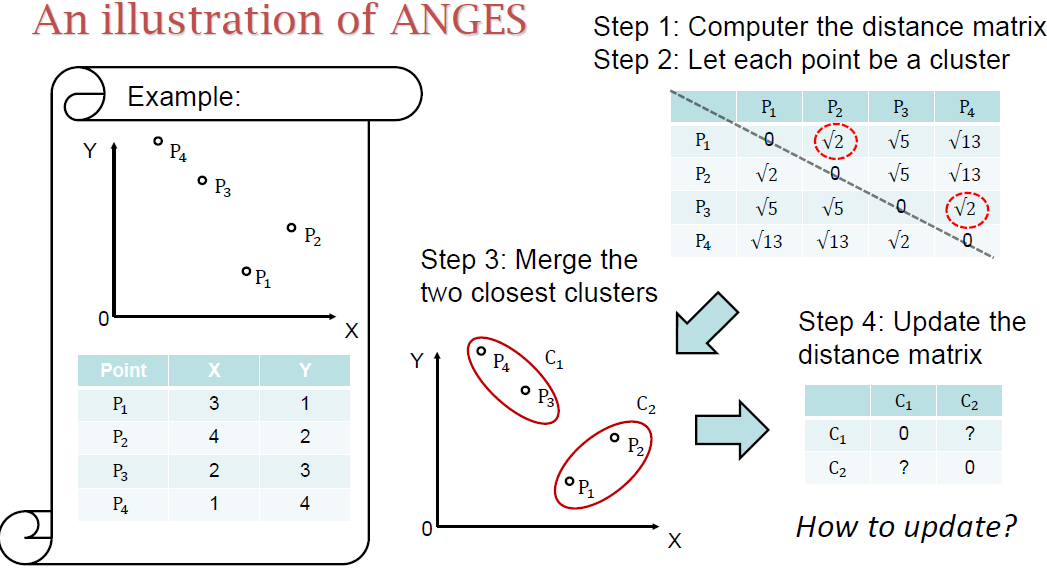 An illustration of ANGES
Example:
Y
P₄
P₃
P₂
P₁
0
X
Point X Y
P₁ 3 1
P₂ 4 2
P₃ 2 3
P₄ 1 4
Step 1: Computer the distance matrix
Step 2: Let each point be a cluster
P₁ P₂ P₃ P₄
P₁ 0 √2 √5 √13
P₂ √2 0 √5 √13
P₃ √5 √5 0 √2
P₄ √13 √13 √2 0
Step 3: Merge the
two closest clusters
Y
P₄
C₁
P₃
C₂
P₂
P₁
0
X
Step 4: Update the
distance matrix
C₁ C₂
C₁ 0 ?
C₂ ? 0
How to update?